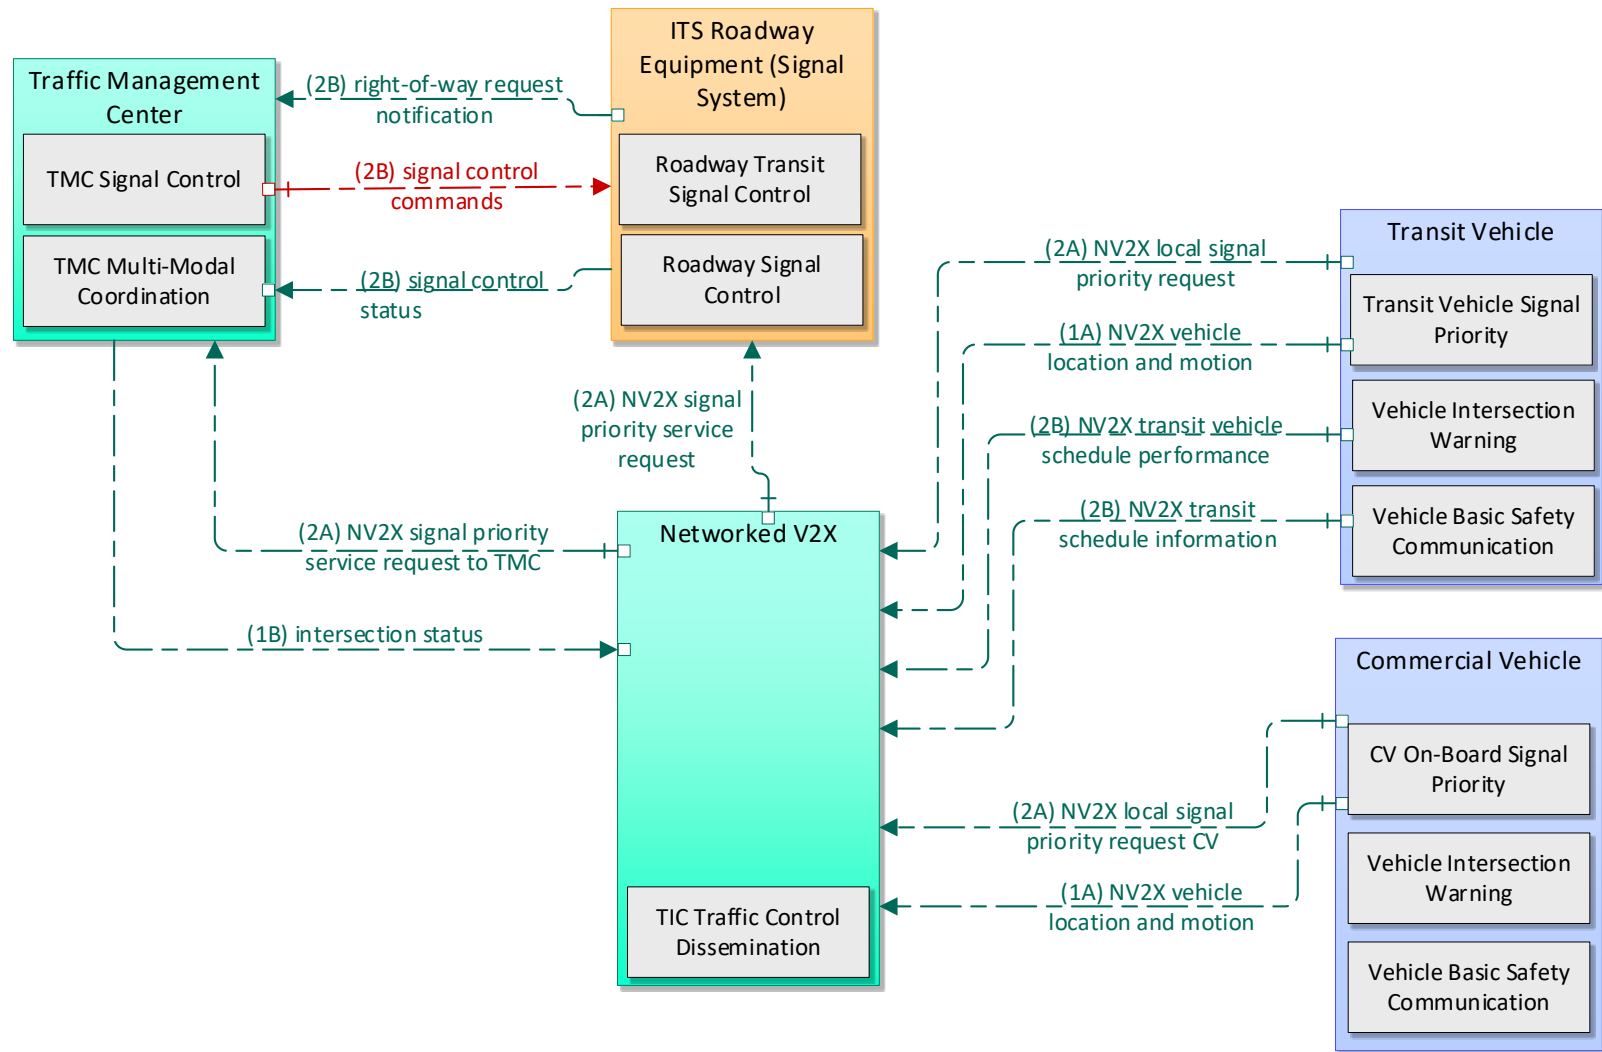 Traffic Management
Center
TMC Signal Control
TMC Multi-Modal
Coordination
(2B) right-of-way request
notification
(2B) signal control
commands
(2B) signal control
status
ITS Roadway
Equipment (Signal
System)
Roadway Transit
Signal Control
Roadway Signal
Control
(2A) NV2X signal
priority service
request
(2A) NV2X signal priority
service request to TMC
(1B) intersection status
Networked V2X
TIC Traffic Control
Dissemination
(2A) NV2X local signal
priority request
(1A) NV2X vehicle
location and motion
(2B) NV2X transit vehicle
schedule performance
(2B) NV2X transit
schedule information
Transit Vehicle
Transit Vehicle Signal
Priority
Vehicle Intersection
Warning
Vehicle Basic Safety
Communication
(2A) NV2X local signal
priority request CV
(1A) NV2X vehicle
location and motion
Commercial Vehicle
CV On-Board Signal
Priority
Vehicle Intersection
Warning
Vehicle Basic Safety
Communication